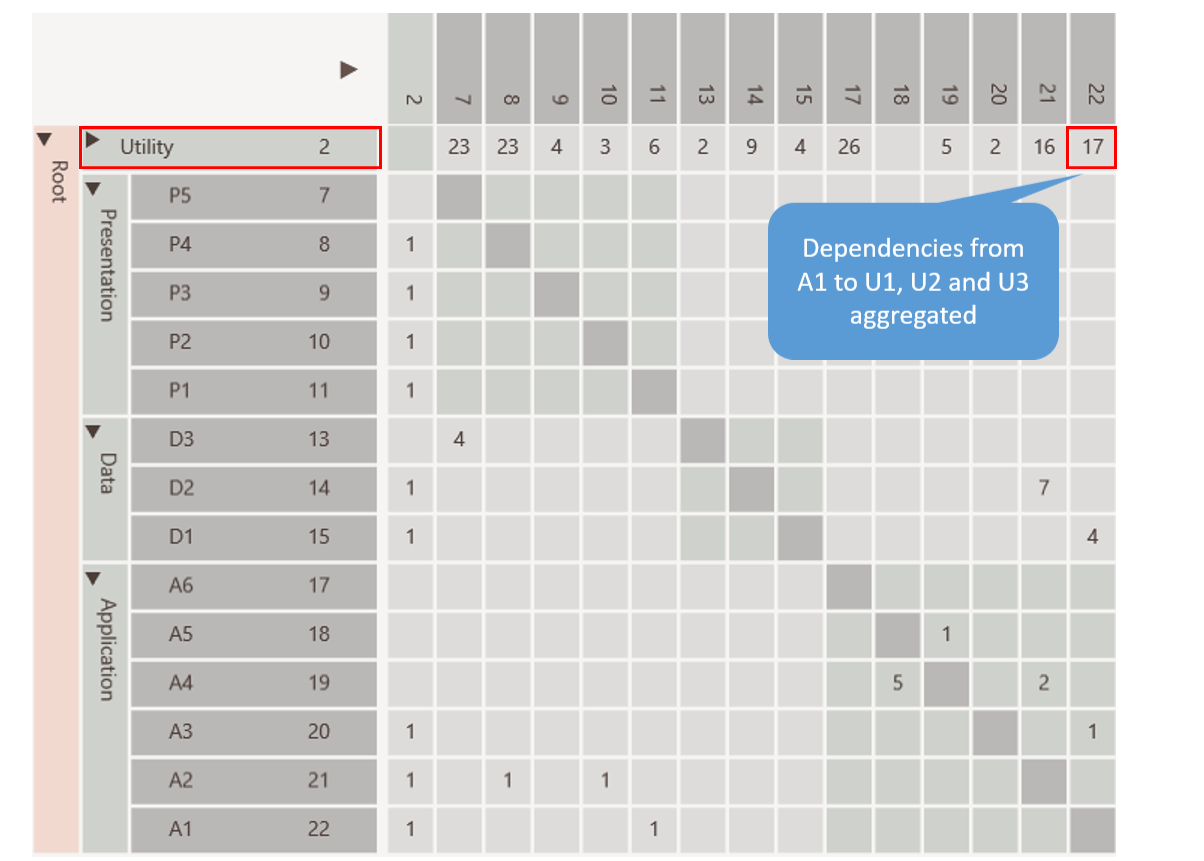 2 7 8 9 10 11 13 14 15 17 18 19 20 21 22
Root
Utility 2 23 23 4 3 6 2 9 4 26 5 2 16 17
Presentation
P5 7
P4 8 1
P3 9 1
P2 10 1
P1 11 1
Dependencies from
A1 to U1, U2 and U3
aggregated
Data
D3 13 4
D2 14 1 7
D1 15 1 4
Application
A6 17
A5 18 1
A4 19 5 2
A3 20 1 1
A2 21 1 1 1
A1 22 1 1